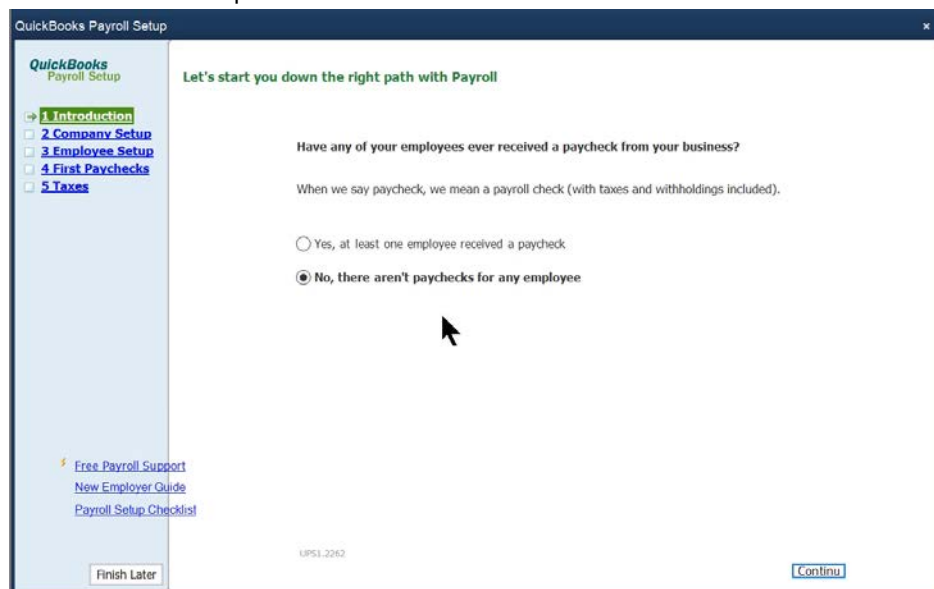 QuickBooks Payroll Setup
x
QuickBooks
Payroll Setup
Let's start you down the right path with Payroll
1 Introduction
2 Company Setup
3 Employee Setup
4 First Paychecks
5 Taxes
Have any of your employees ever received a paycheck from your business?
When we say paycheck, we mean a payroll check (with taxes and withholdings included).
Yes, at least one employee received a paycheck
No, there aren't paychecks for any employee
Free Payroll Support
New Employer Guide
Payroll Setup Checklist
UPS1.2262
Finish Later
Continu